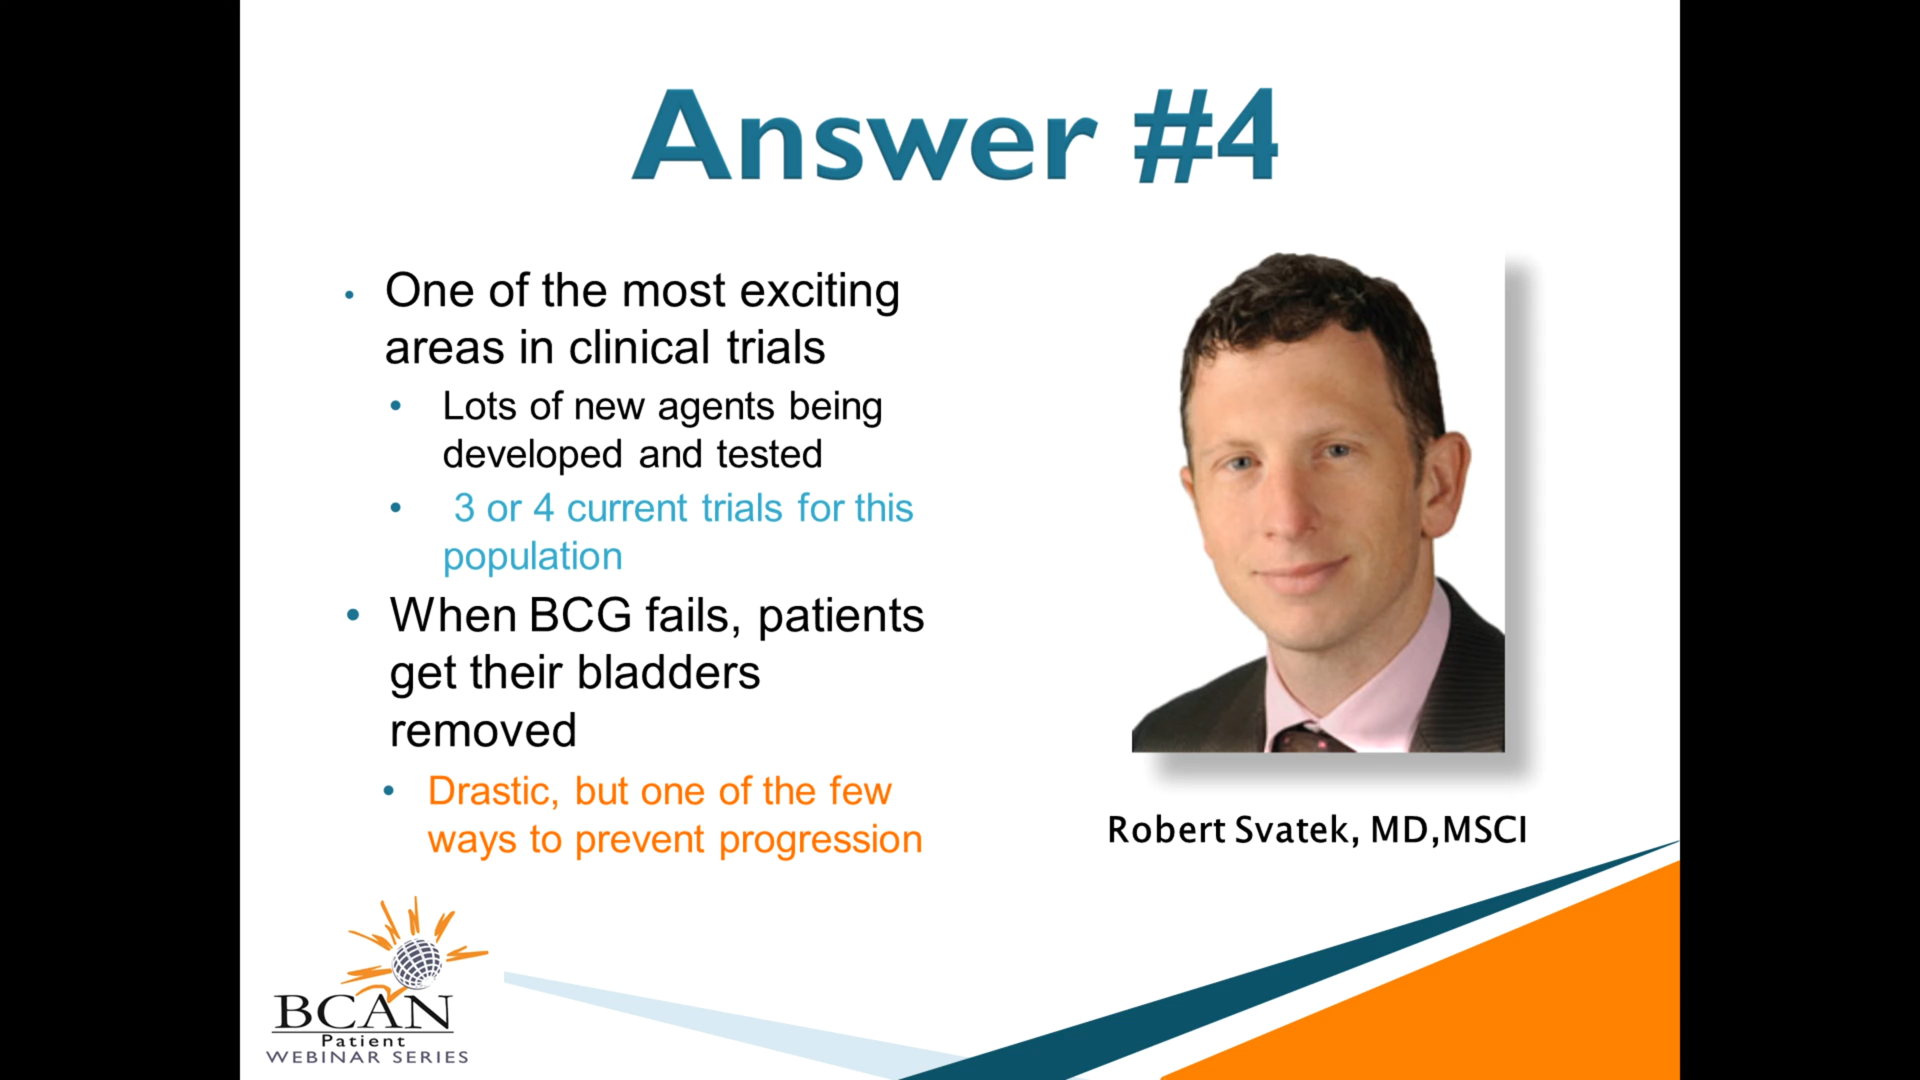 Answer #4
• One of the most exciting
areas in clinical trials
• Lots of new agents being
developed and tested
• 3 or 4 current trials for this
population
• When BCG fails, patients
get their bladders
removed
• Drastic, but one of the few
ways to prevent progression
Robert Svatek, MD,MSCI
BCAN
Patient
WEBINAR SERIES